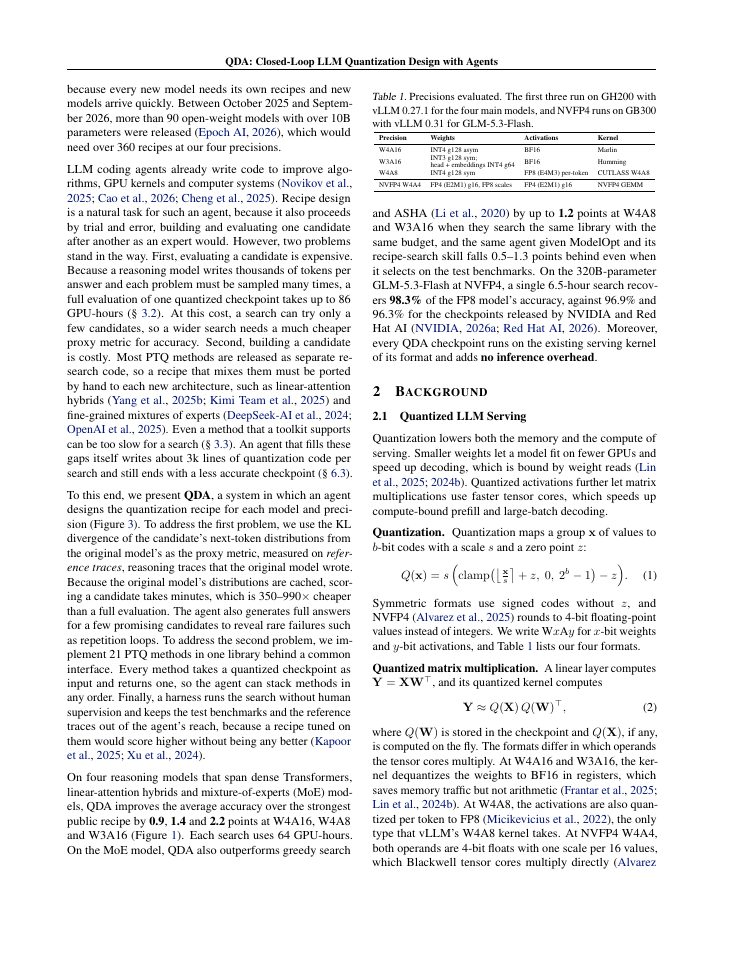 QDA: Closed-Loop LLM Quantization Design with Agents
because every new model needs its own recipes and new
models arrive quickly. Between October 2025 and Septem-
ber 2026, more than 90 open-weight models with over 10B
parameters were released (Epoch AI, 2026), which would
need over 360 recipes at our four precisions.
LLM coding agents already write code to improve algo-
rithms, GPU kernels and computer systems (Novikov et al.,
2025; Cao et al., 2026; Cheng et al., 2025). Recipe design
is a natural task for such an agent, because it also proceeds
by trial and error, building and evaluating one candidate
after another as an expert would. However, two problems
stand in the way. First, evaluating a candidate is expensive.
Because a reasoning model writes thousands of tokens per
answer and each problem must be sampled many times, a
full evaluation of one quantized checkpoint takes up to 86
GPU-hours (§ 3.2). At this cost, a search can try only a
few candidates, so a wider search needs a much cheaper
proxy metric for accuracy. Second, building a candidate
is costly. Most PTQ methods are released as separate re-
search code, so a recipe that mixes them must be ported
by hand to each new architecture, such as linear-attention
hybrids (Yang et al., 2025b; Kimi Team et al., 2025) and
fine-grained mixtures of experts (DeepSeek-AI et al., 2024;
OpenAI et al., 2025). Even a method that a toolkit supports
can be too slow for a search (§ 3.3). An agent that fills these
gaps itself writes about 3k lines of quantization code per
search and still ends with a less accurate checkpoint (§ 6.3).
To this end, we present QDA, a system in which an agent
designs the quantization recipe for each model and preci-
sion (Figure 3). To address the first problem, we use the KL
divergence of the candidate's next-token distributions from
the original model's as the proxy metric, measured on refer-
ence traces, reasoning traces that the original model wrote.
Because the original model's distributions are cached, scor-
ing a candidate takes minutes, which is 350–990× cheaper
than a full evaluation. The agent also generates full answers
for a few promising candidates to reveal rare failures such
as repetition loops. To address the second problem, we im-
plement 21 PTQ methods in one library behind a common
interface. Every method takes a quantized checkpoint as
input and returns one, so the agent can stack methods in
any order. Finally, a harness runs the search without human
supervision and keeps the test benchmarks and the reference
traces out of the agent's reach, because a recipe tuned on
them would score higher without being any better (Kapoor
et al., 2025; Xu et al., 2024).
On four reasoning models that span dense Transformers,
linear-attention hybrids and mixture-of-experts (MoE) mod-
els, QDA improves the average accuracy over the strongest
public recipe by 0.9, 1.4 and 2.2 points at W4A16, W4A8
and W3A16 (Figure 1). Each search uses 64 GPU-hours.
On the MoE model, QDA also outperforms greedy search
Table 1. Precisions evaluated. The first three run on GH200 with
vLLM 0.27.1 for the four main models, and NVFP4 runs on GB300
with vLLM 0.31 for GLM-5.3-Flash.
Precision Weights Activations Kernel
W4A16 INT4 g128 asym BF16 Marlin
W3A16 INT3 g128 sym; head + embeddings INT4 g64 BF16 Humming
W4A8 INT4 g128 sym FP8 (E4M3) per-token CUTLASS W4A8
NVFP4 W4A4 FP4 (E2M1) g16, FP8 scales FP4 (E2M1) g16 NVFP4 GEMM
and ASHA (Li et al., 2020) by up to 1.2 points at W4A8
and W3A16 when they search the same library with the
same budget, and the same agent given ModelOpt and its
recipe-search skill falls 0.5–1.3 points behind even when
it selects on the test benchmarks. On the 320B-parameter
GLM-5.3-Flash at NVFP4, a single 6.5-hour search recov-
ers 98.3% of the FP8 model's accuracy, against 96.9% and
96.3% for the checkpoints released by NVIDIA and Red
Hat AI (NVIDIA, 2026a; Red Hat AI, 2026). Moreover,
every QDA checkpoint runs on the existing serving kernel
of its format and adds no inference overhead.
2 BACKGROUND
2.1 Quantized LLM Serving
Quantization lowers both the memory and the compute of
serving. Smaller weights let a model fit on fewer GPUs and
speed up decoding, which is bound by weight reads (Lin
et al., 2025; 2024b). Quantized activations further let matrix
multiplications use faster tensor cores, which speeds up
compute-bound prefill and large-batch decoding.
Quantization. Quantization maps a group x of values to
b-bit codes with a scale s and a zero point z:
Q(x) = s (clamp(⌊x/s⌉ + z, 0, 2^b − 1) − z). (1)
Symmetric formats use signed codes without z, and
NVFP4 (Alvarez et al., 2025) rounds to 4-bit floating-point
values instead of integers. We write WxAy for x-bit weights
and y-bit activations, and Table 1 lists our four formats.
Quantized matrix multiplication. A linear layer computes
Y = XW⊤, and its quantized kernel computes
Y ≈ Q(X) Q(W)⊤, (2)
where Q(W) is stored in the checkpoint and Q(X), if any,
is computed on the fly. The formats differ in which operands
the tensor cores multiply. At W4A16 and W3A16, the ker-
nel dequantizes the weights to BF16 in registers, which
saves memory traffic but not arithmetic (Frantar et al., 2025;
Lin et al., 2024b). At W4A8, the activations are also quan-
tized per token to FP8 (Micikevicius et al., 2022), the only
type that vLLM's W4A8 kernel takes. At NVFP4 W4A4,
both operands are 4-bit floats with one scale per 16 values,
which Blackwell tensor cores multiply directly (Alvarez